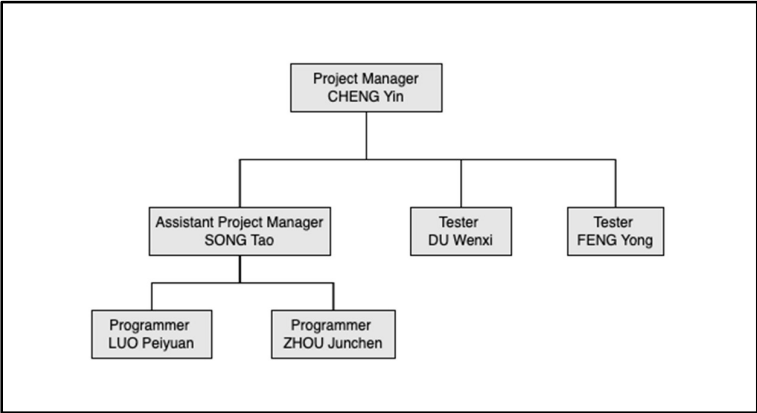 Project Manager
CHENG Yin
Assistant Project Manager
SONG Tao
Tester
DU Wenxi
Tester
FENG Yong
Programmer
LUO Peiyuan
Programmer
ZHOU Junchen